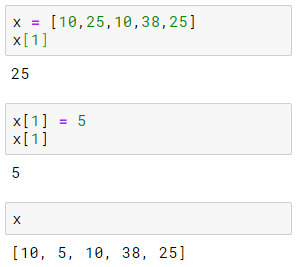 x = [10,25,10,38,25]
x[1]
25
x[1] = 5
x[1]
5
x
[10, 5, 10, 38, 25]